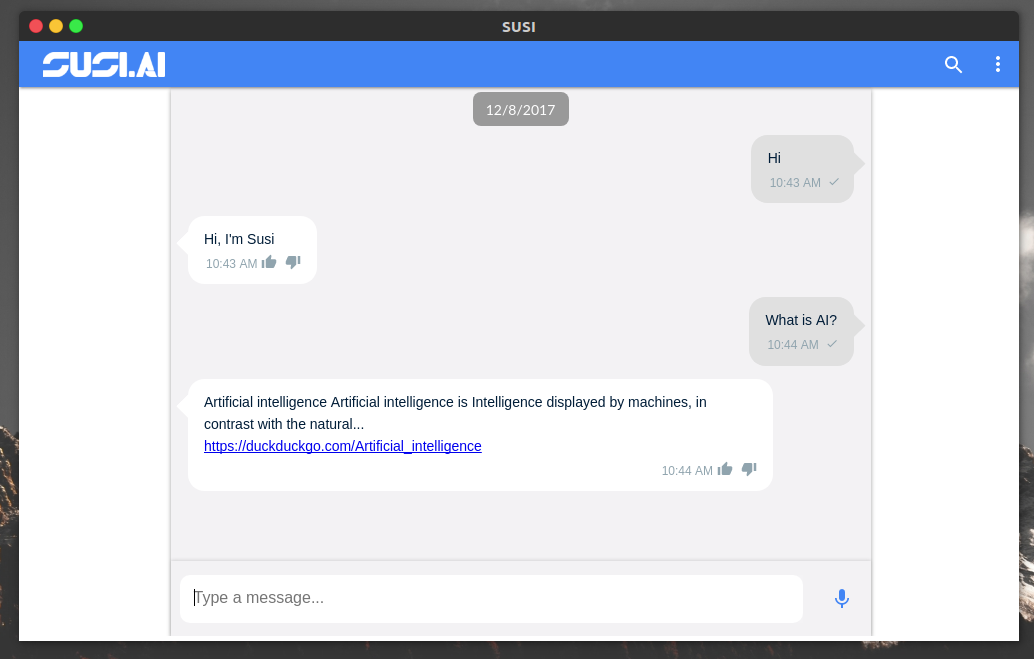 SUSI
SUSI.AI
12/8/2017
Hi
10:43 AM
Hi, I'm Susi
10:43 AM
What is AI?
10:44 AM
Artificial intelligence Artificial intelligence is Intelligence displayed by machines, in
contrast with the natural...
https://duckduckgo.com/Artificial_intelligence
10:44 AM
Type a message...